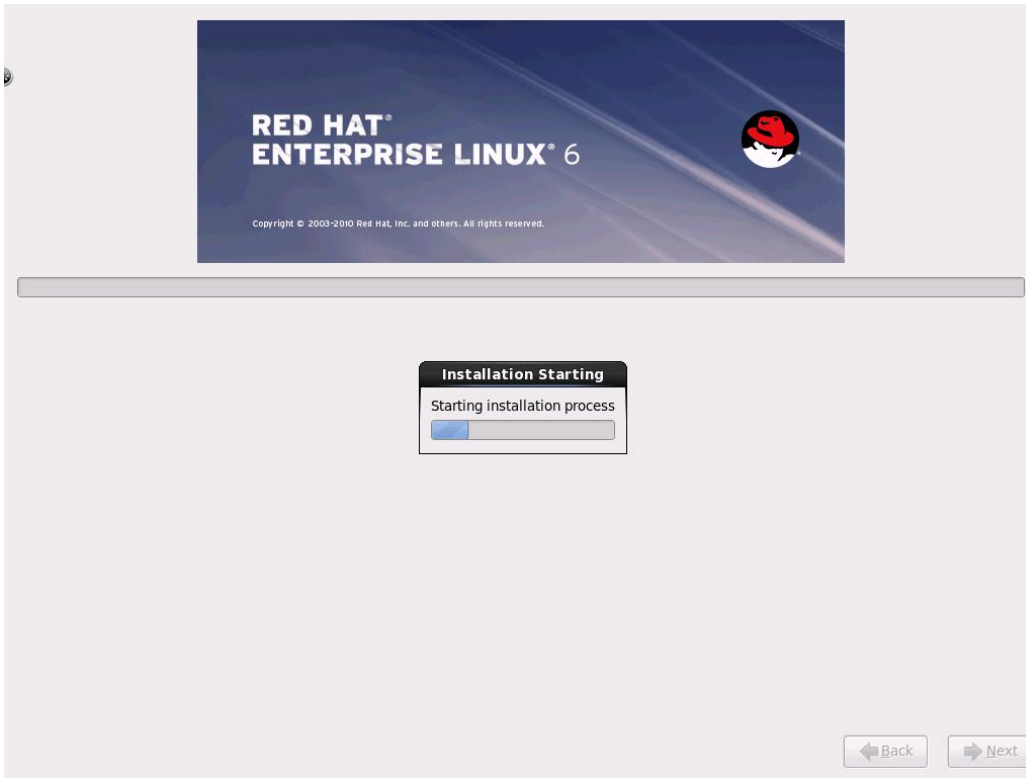 RED HAT®
ENTERPRISE LINUX® 6
Copyright © 2003-2010 Red Hat, Inc. and others. All rights reserved.
Installation Starting
Starting installation process
Back
Next